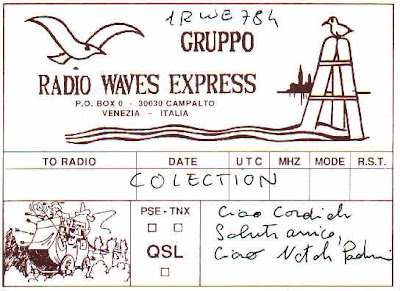 1RWE784
GRUPPO
RADIO WAVES EXPRESS
P.O. BOX 0 - 30030 CAMPALTO
VENEZIA - ITALIA
TO RADIO DATE UTC MHZ MODE R.S.T.
COLECTION
PSE - TNX
QSL
Ciao Cordiali
Saluti amico,
Ciao